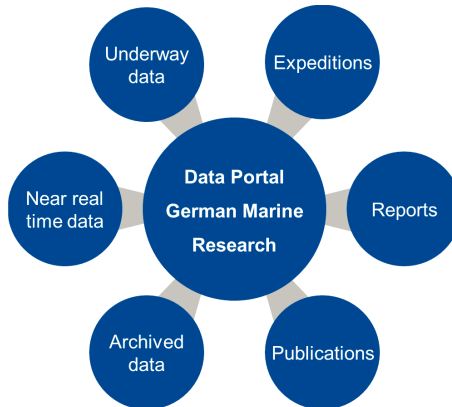 Underway
data
Expeditions
Data Portal
German Marine
Research
Near real
time data
Reports
Archived
data
Publications